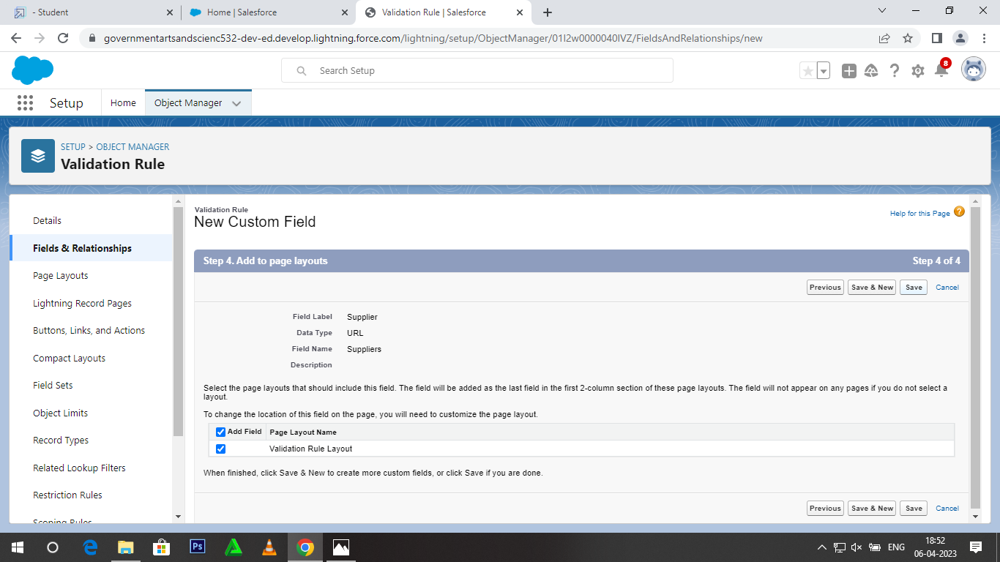 - Student
Home | Salesforce
Validation Rule | Salesforce
governmentartsandscienc532-dev-ed.develop.lightning.force.com/lightning/setup/ObjectManager/01I2w0000040IVZ/FieldsAndRelationships/new
Search Setup
8
Setup
Home
Object Manager
SETUP > OBJECT MANAGER
Validation Rule
Details
Fields & Relationships
Page Layouts
Lightning Record Pages
Buttons, Links, and Actions
Compact Layouts
Field Sets
Object Limits
Record Types
Related Lookup Filters
Restriction Rules
Scoping Rules
Validation Rule
New Custom Field
Help for this Page ?
Step 4. Add to page layouts Step 4 of 4
Previous Save & New Save Cancel
Field Label Supplier
Data Type URL
Field Name Suppliers
Description
Select the page layouts that should include this field. The field will be added as the last field in the first 2-column section of these page layouts. The field will not appear on any pages if you do not select a
layout.
To change the location of this field on the page, you will need to customize the page layout.
Add Field Page Layout Name
Validation Rule Layout
When finished, click Save & New to create more custom fields, or click Save if you are done.
Previous Save & New Save Cancel
Ps
ENG
18:52
06-04-2023